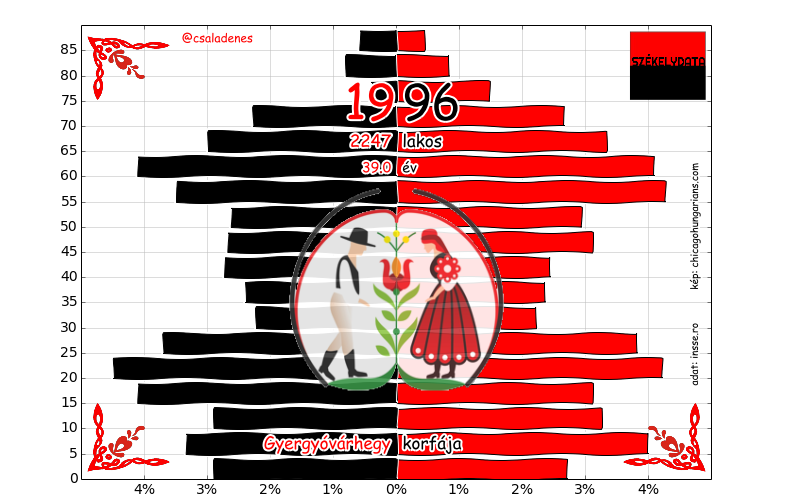 @csaladenes
SZÉKELYDATA
1996
2247 lakos
39.0 év
kép: chicagohungarians.com
adat: insse.ro
Gyergyóvárhegy korfája
85
80
75
70
65
60
55
50
45
40
35
30
25
20
15
10
5
0
4% 3% 2% 1% 0% 1% 2% 3% 4%